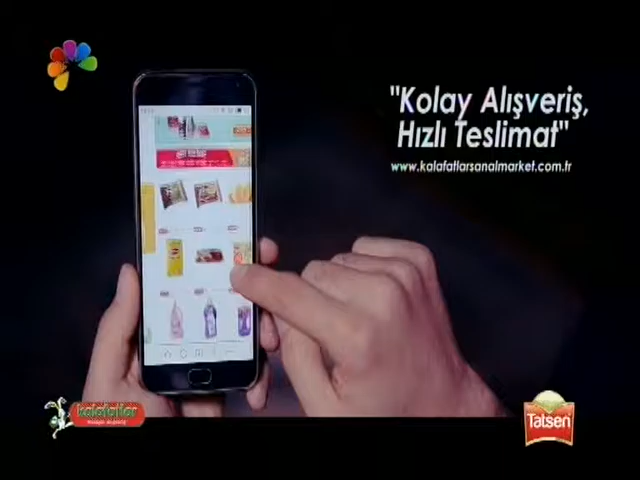 "Kolay Alışveriş,
Hızlı Teslimat"
www.kalafatlarsanalmarket.com.tr
kalafatlar
Tatsen